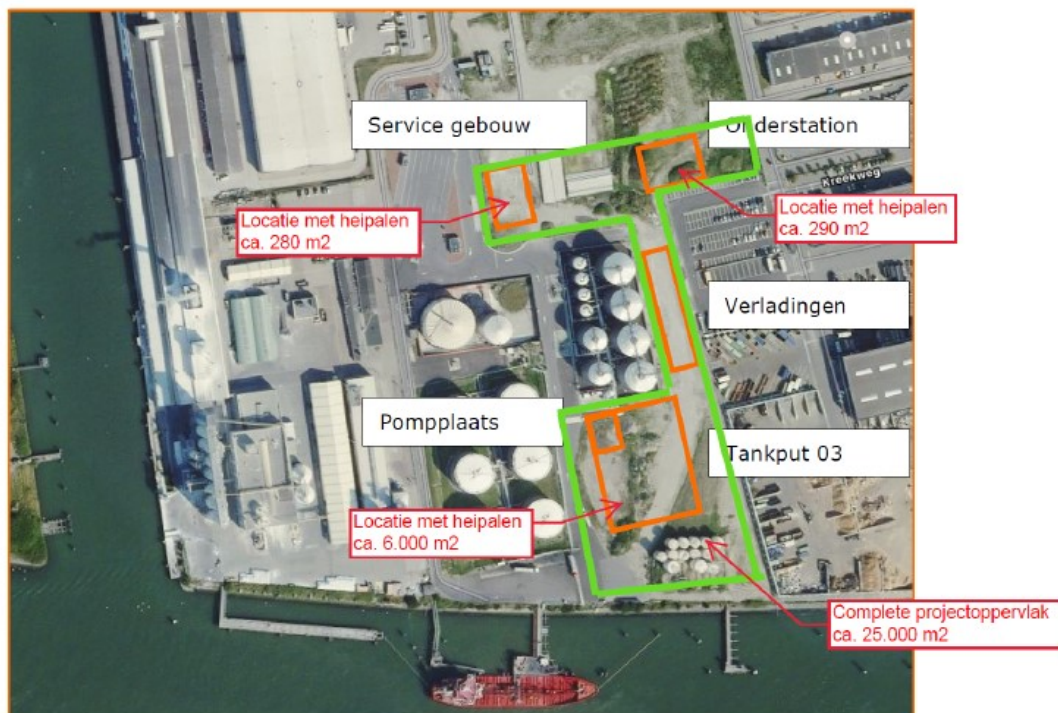 Service gebouw
Onderstation
Kreekweg
Locatie met heipalen
ca. 280 m2
Locatie met heipalen
ca. 290 m2
Verladingen
Pompplaats
Tankput 03
Locatie met heipalen
ca. 6.000 m2
Complete projectoppervlak
ca. 25.000 m2